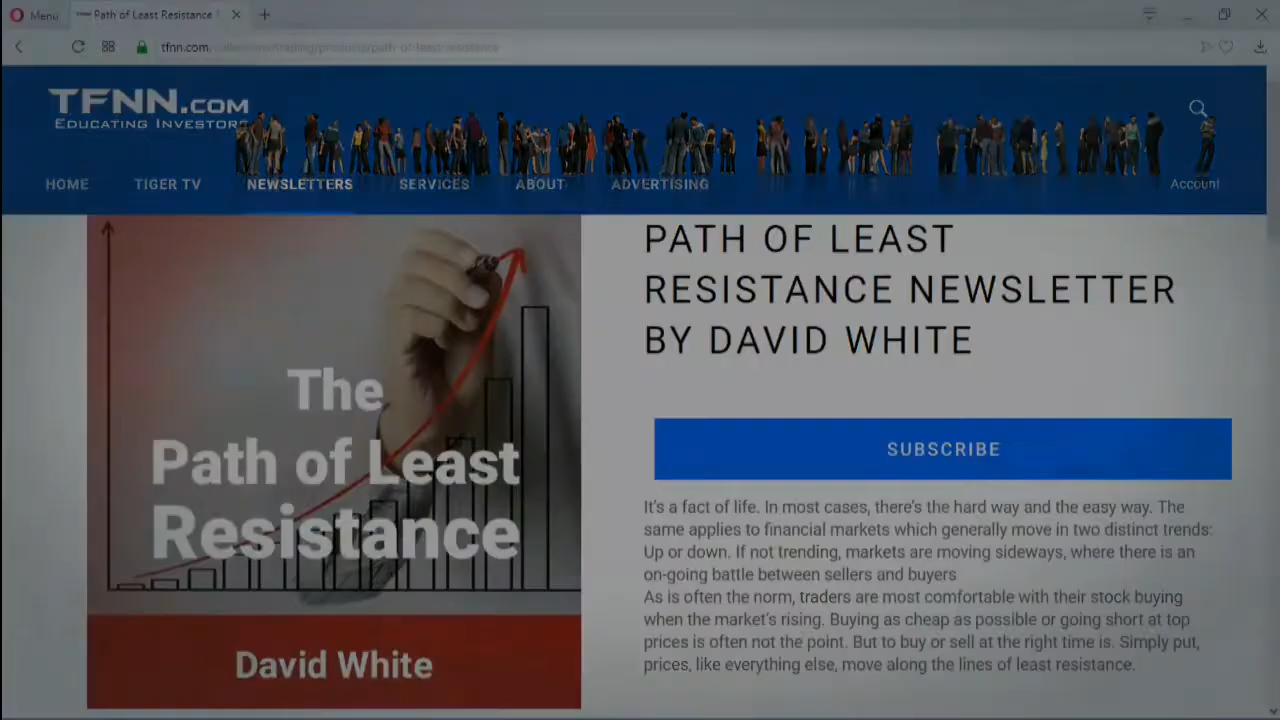 Menu
Path of Least Resistance
tfnn.com
TFNN.COM
EDUCATING INVESTORS
HOME TIGER TV NEWSLETTERS SERVICES ABOUT ADVERTISING Account
PATH OF LEAST
RESISTANCE NEWSLETTER
BY DAVID WHITE
The
Path of Least
Resistance
David White
SUBSCRIBE
It's a fact of life. In most cases, there's the hard way and the easy way. The
same applies to financial markets which generally move in two distinct trends:
Up or down. If not trending, markets are moving sideways, where there is an
on-going battle between sellers and buyers
As is often the norm, traders are most comfortable with their stock buying
when the market's rising. Buying as cheap as possible or going short at top
prices is often not the point. But to buy or sell at the right time is. Simply put,
prices, like everything else, move along the lines of least resistance.